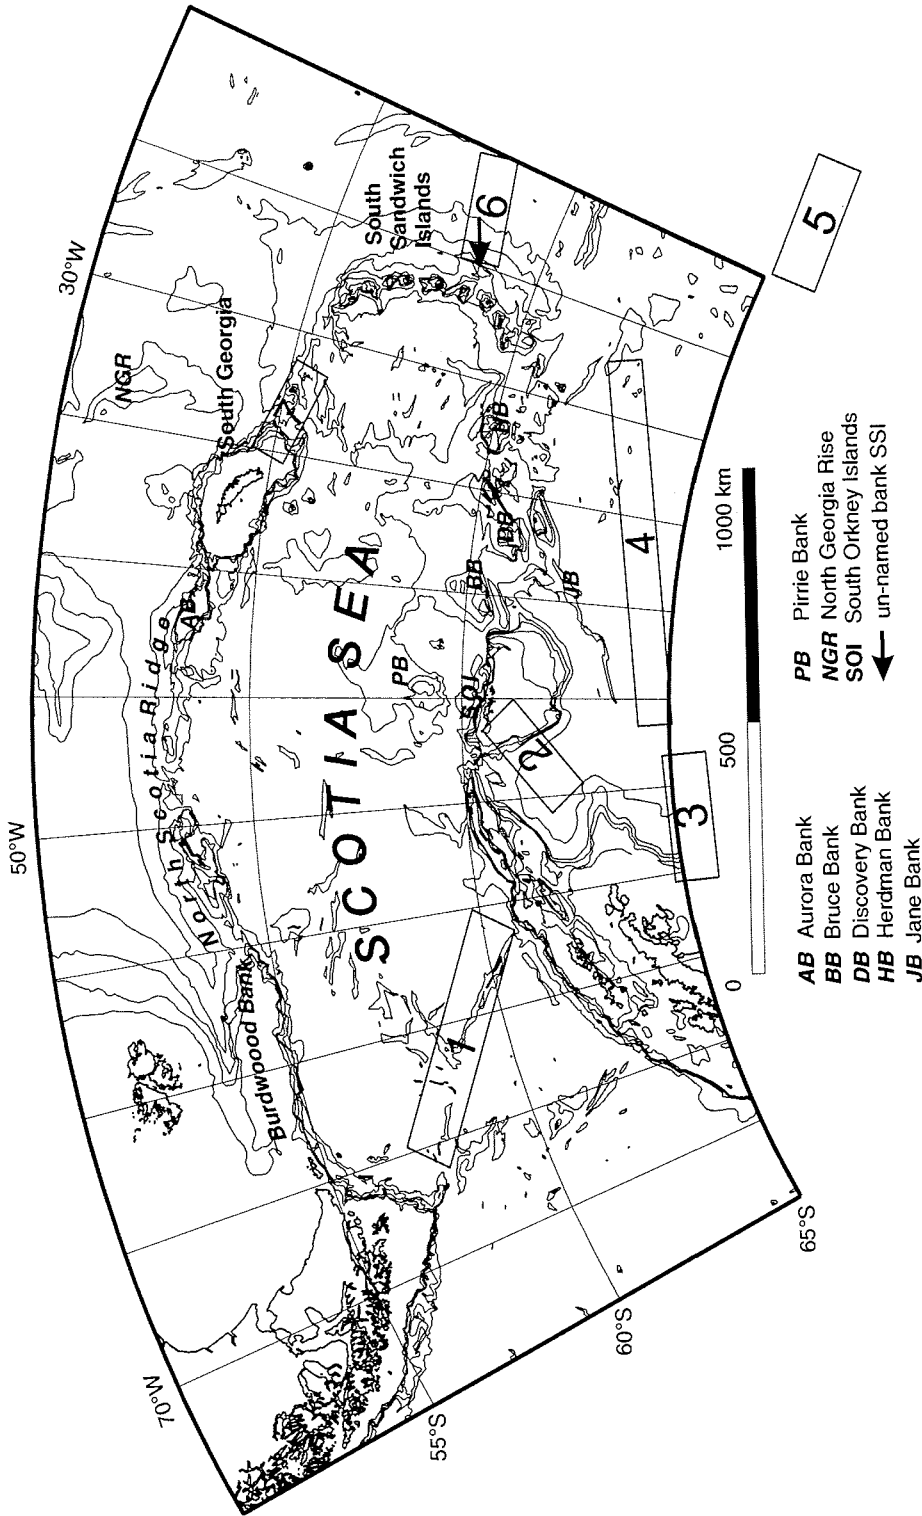 70°W
50°W
30°W
NGR
North Scotia Ridge
AB
South Georgia
Burdwoood Bank
South
Sandwich
Islands
SCOTIA SEA
PB
BB
SOI
DB
HB
JB
1
2
3
4
5
6
55°S
60°S
65°S
0
500
1000 km
AB Aurora Bank
BB Bruce Bank
DB Discovery Bank
HB Herdman Bank
JB Jane Bank
PB Pirrie Bank
NGR North Georgia Rise
SOI South Orkney Islands
un-named bank SSI